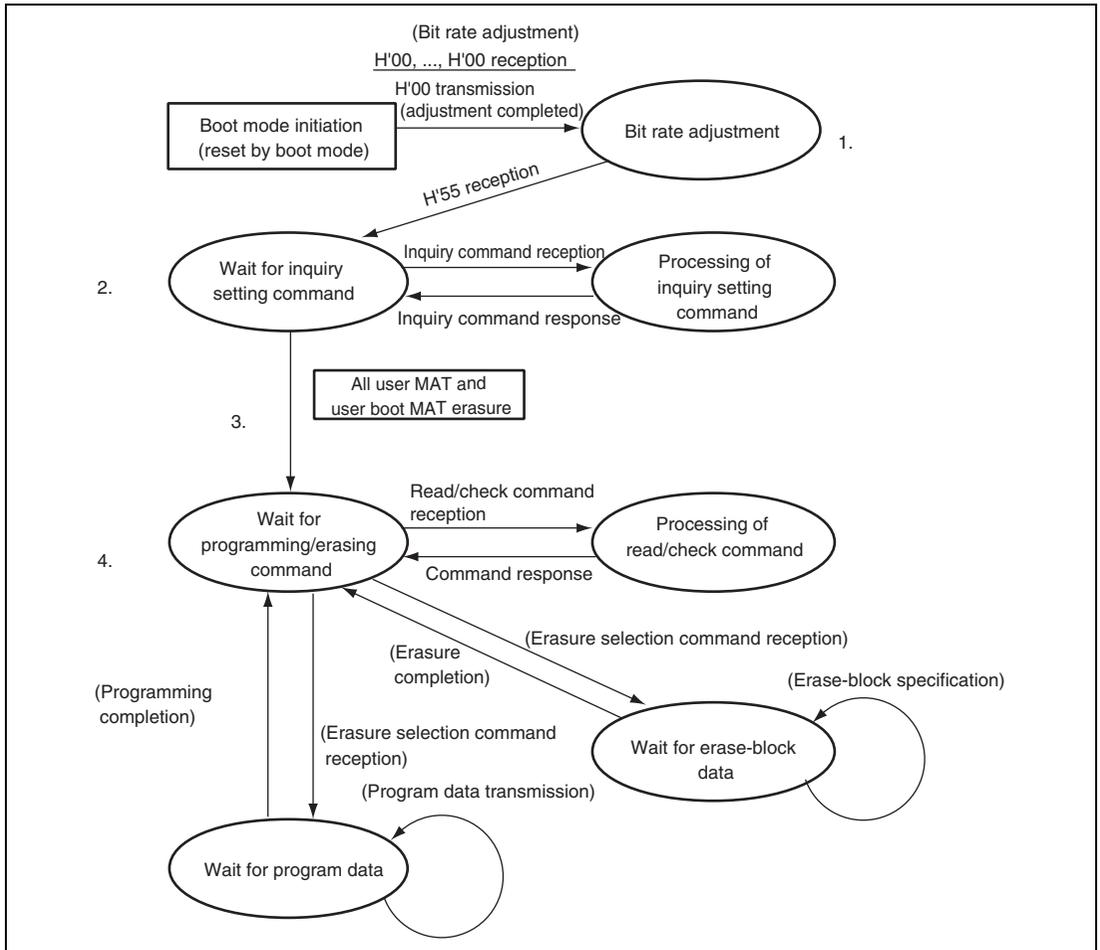 (Bit rate adjustment)
H'00, ..., H'00 reception
H'00 transmission
(adjustment completed)
Boot mode initiation
(reset by boot mode)
Bit rate adjustment
1.
H'55 reception
2.
Wait for inquiry
setting command
Inquiry command reception
Inquiry command response
Processing of
inquiry setting
command
All user MAT and
user boot MAT erasure
3.
4.
Wait for
programming/erasing
command
Read/check command
reception
Command response
Processing of
read/check command
(Erasure selection command reception)
(Erasure
completion)
(Erase-block specification)
(Programming
completion)
(Erasure selection command
reception)
Wait for erase-block
data
(Program data transmission)
Wait for program data